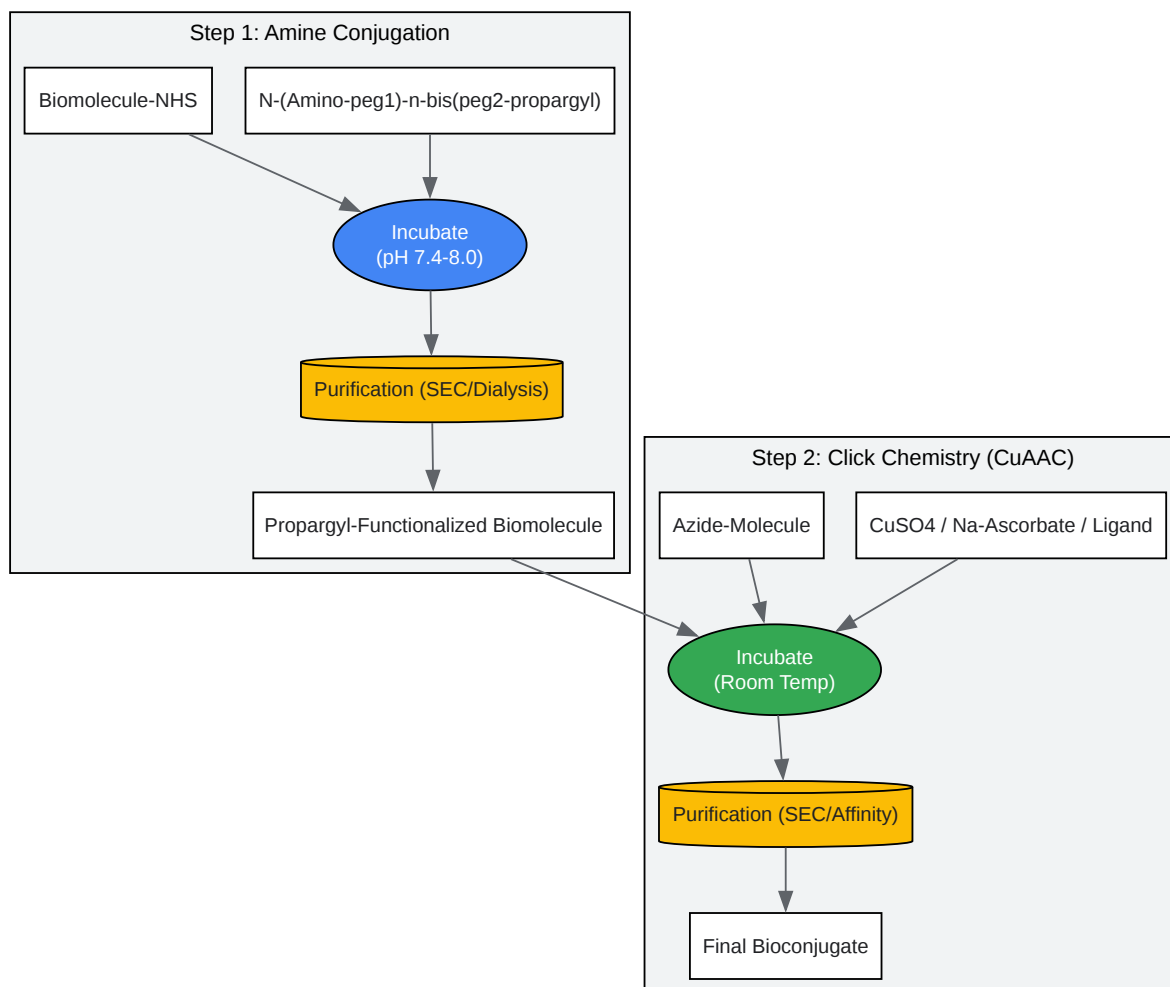 Step 1: Amine Conjugation
Biomolecule-NHS
N-(Amino-peg1)-n-bis(peg2-propargyl)
Incubate
(pH 7.4-8.0)
Purification (SEC/Dialysis)
Propargyl-Functionalized Biomolecule
Step 2: Click Chemistry (CuAAC)
Azide-Molecule
CuSO4 / Na-Ascorbate / Ligand
Incubate
(Room Temp)
Purification (SEC/Affinity)
Final Bioconjugate